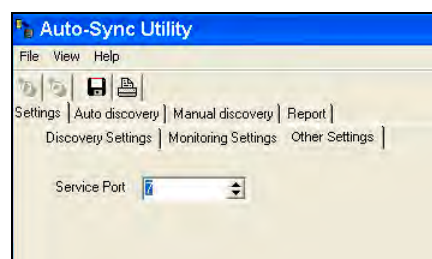 Auto-Sync Utility
File View Help
Settings Auto discovery Manual discovery Report
Discovery Settings Monitoring Settings Other Settings
Service Port 7